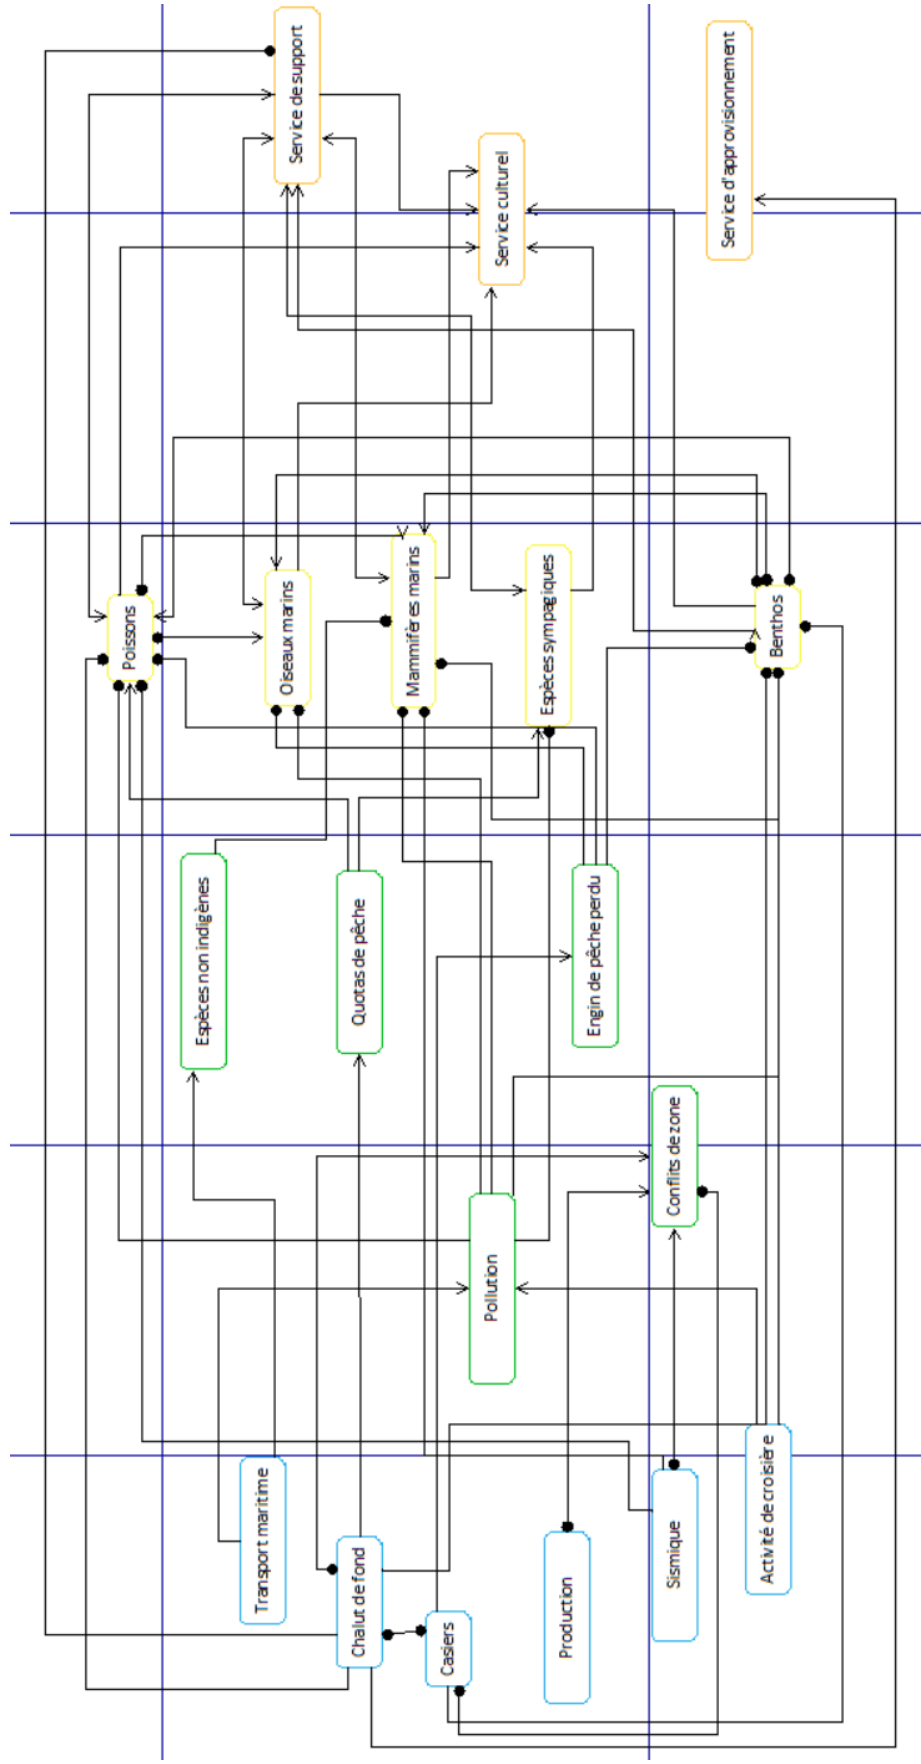 Transport maritime
Chalut de fond
Casiers
Production
Sismique
Activité de croisière
Pollution
Conflits de zone
Espèces non indigènes
Quotas de pêche
Engin de pêche perdu
Poissons
Oiseaux marins
Mammifères marins
Espèces sympagiques
Benthos
Service de support
Service culturel
Service d'approvisionnement